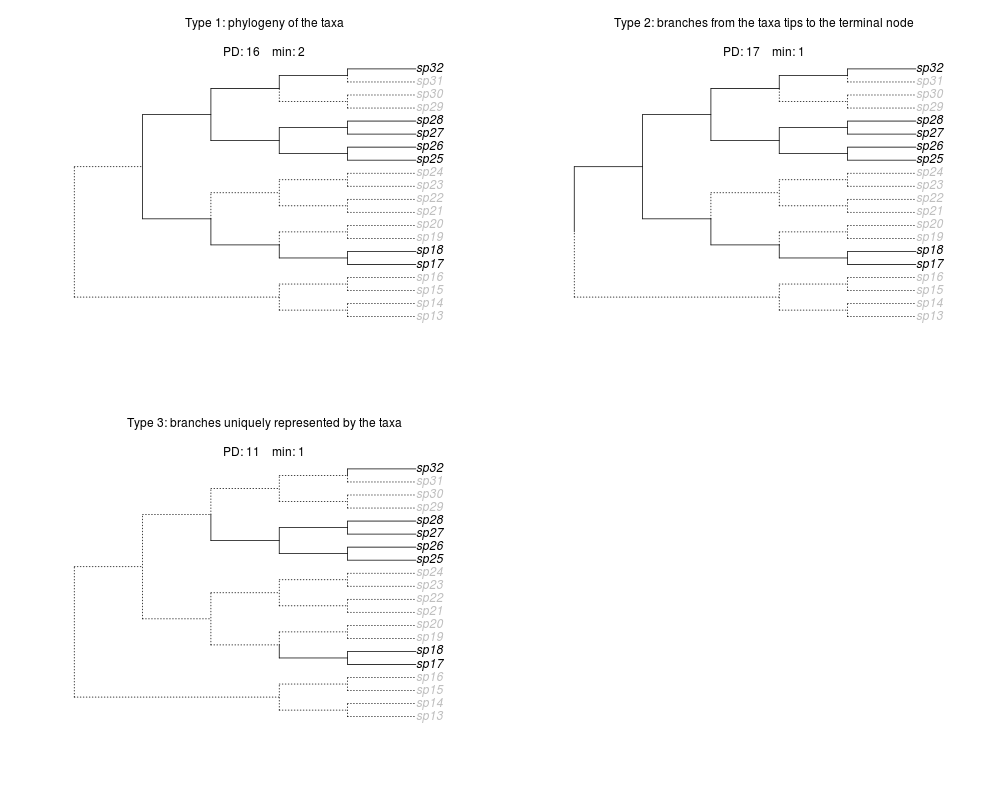 Type 1: phylogeny of the taxa
PD: 16 min: 2
sp32
sp31
sp30
sp29
sp28
sp27
sp26
sp25
sp24
sp23
sp22
sp21
sp20
sp19
sp18
sp17
sp16
sp15
sp14
sp13
Type 2: branches from the taxa tips to the terminal node
PD: 17 min: 1
sp32
sp31
sp30
sp29
sp28
sp27
sp26
sp25
sp24
sp23
sp22
sp21
sp20
sp19
sp18
sp17
sp16
sp15
sp14
sp13
Type 3: branches uniquely represented by the taxa
PD: 11 min: 1
sp32
sp31
sp30
sp29
sp28
sp27
sp26
sp25
sp24
sp23
sp22
sp21
sp20
sp19
sp18
sp17
sp16
sp15
sp14
sp13